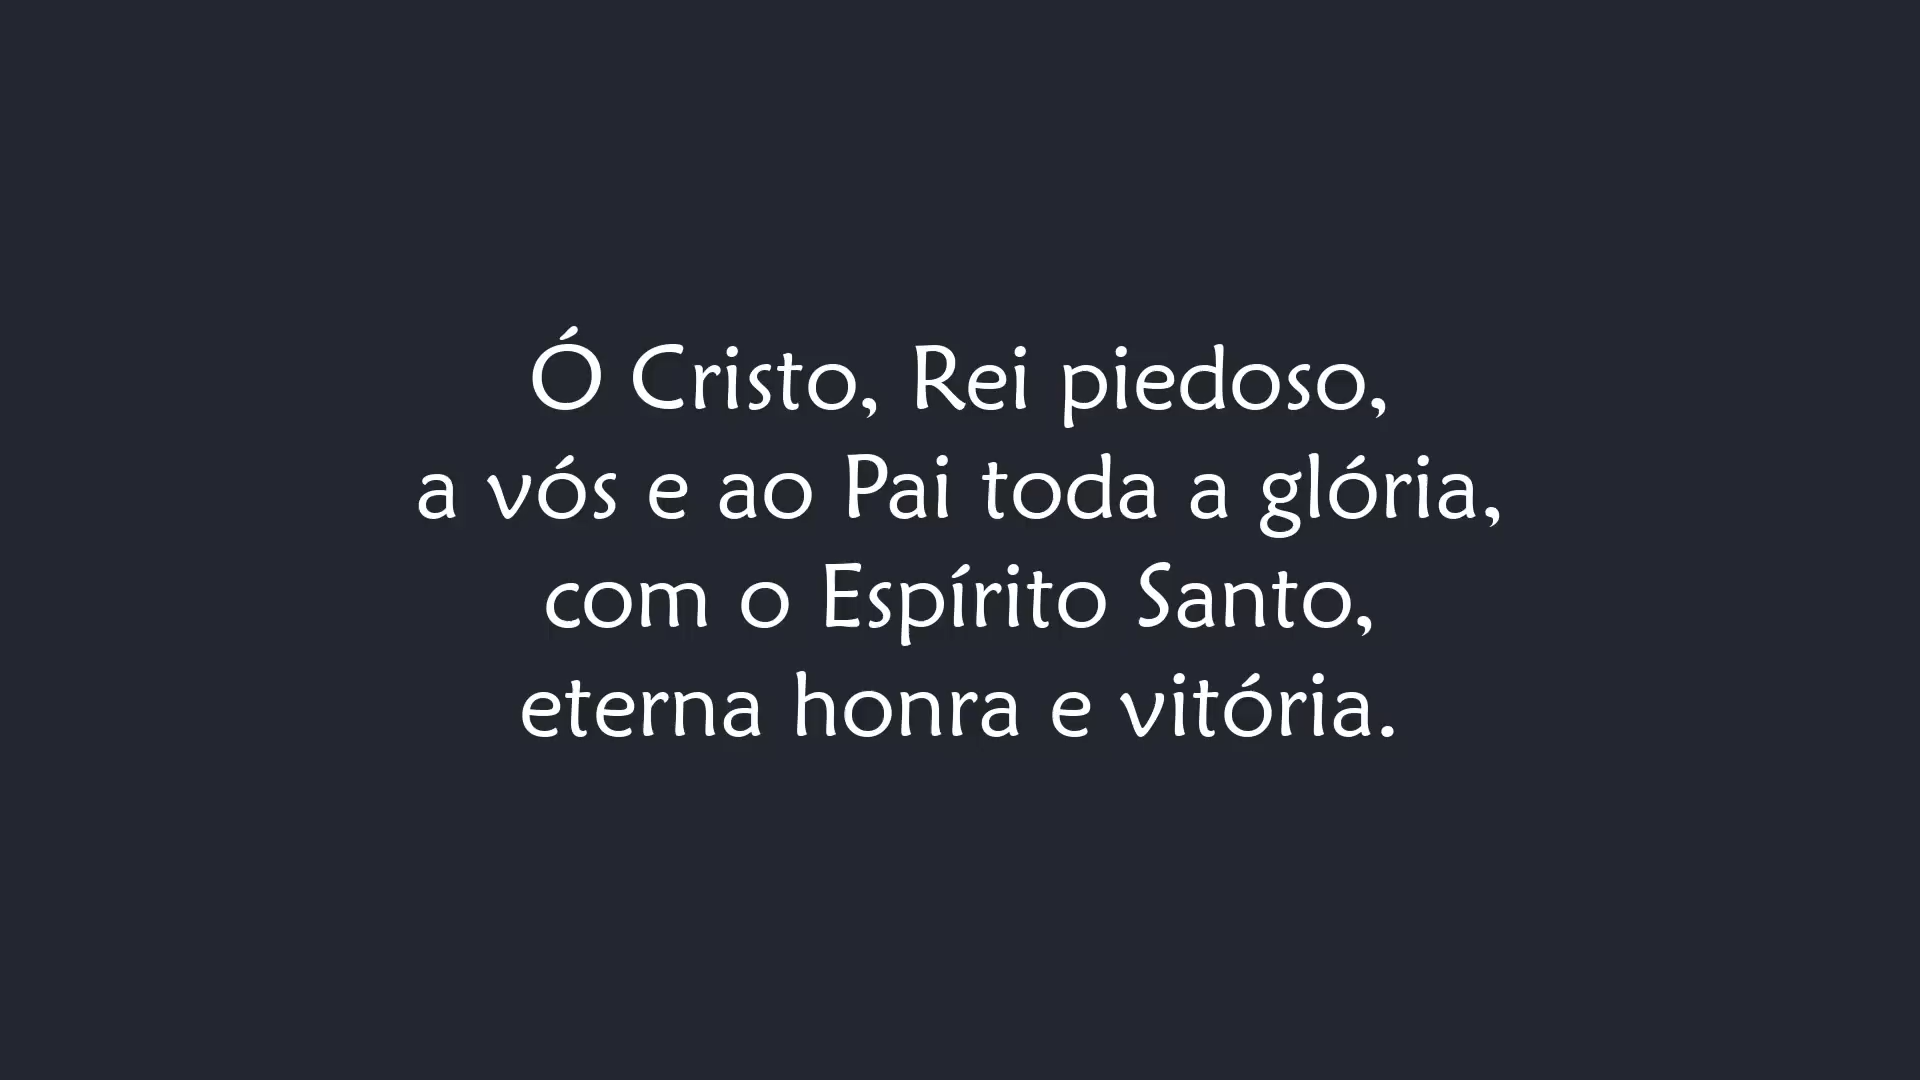 Ó Cristo, Rei piedoso,
a vós e ao Pai toda a glória,
com o Espírito Santo,
eterna honra e vitória.